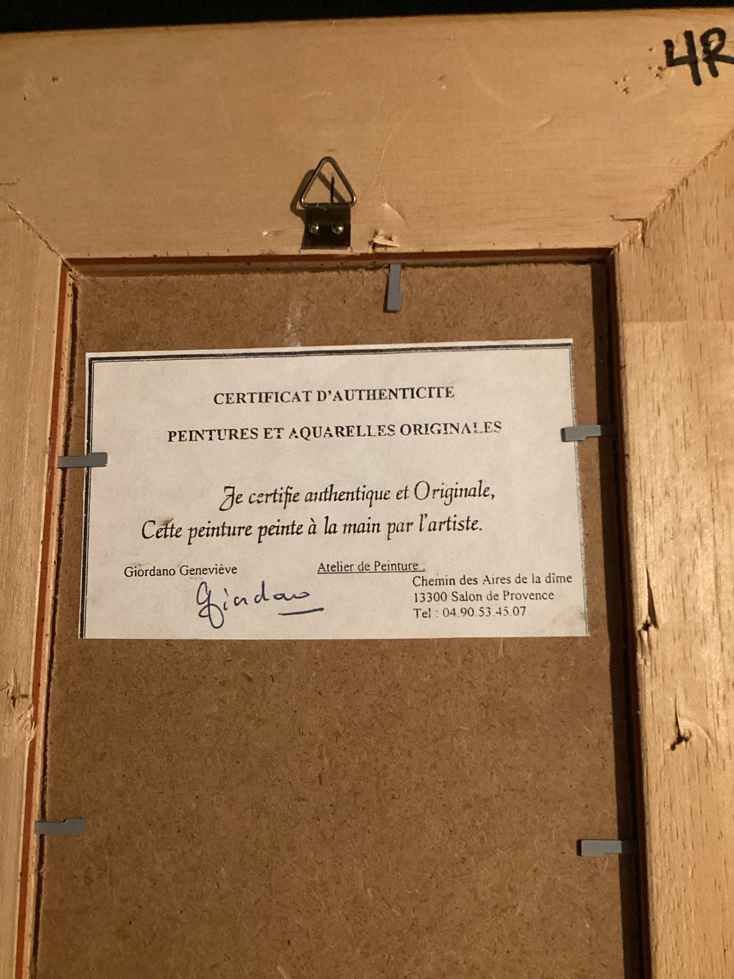 4R
CERTIFICAT D'AUTHENTICITE
PEINTURES ET AQUARELLES ORIGINALES
Je certifie authentique et Originale,
Cette peinture peinte à la main par l'artiste.
Giordano Geneviève
Atelier de Peinture :
Chemin des Aires de la dîme
13300 Salon de Provence
Tel : 04.90.53.45.07
Giordano